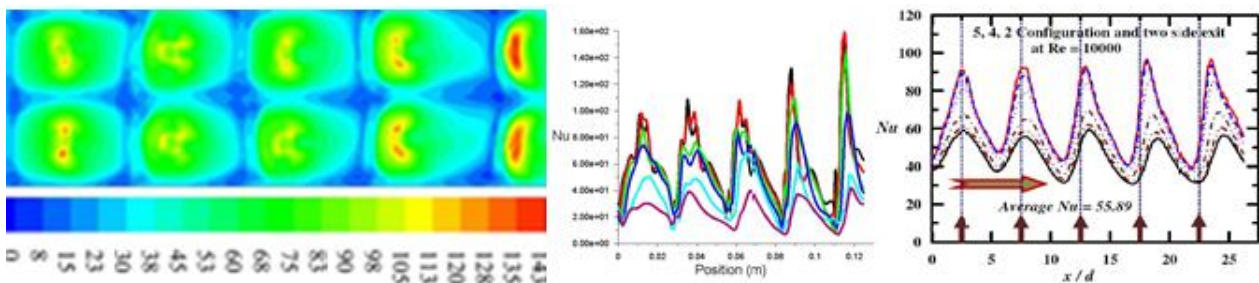 0 8 15 23 30 38 45 53 60 68 75 83 90 98 105 113 120 128 135 143
1.60e+02
1.40e+02
1.20e+02
1.00e+02
Nu
8.00e+01
6.00e+01
4.00e+01
2.00e+01
0.00e+00
0 0.02 0.04 0.06 0.08 0.1 0.12
Position (m)
120
5, 4, 2 Configuration and two side exit
at Re = 10000
100
80
Nu
60
40
Average Nu = 55.89
20
0
0 5 10 15 20 25
x / d